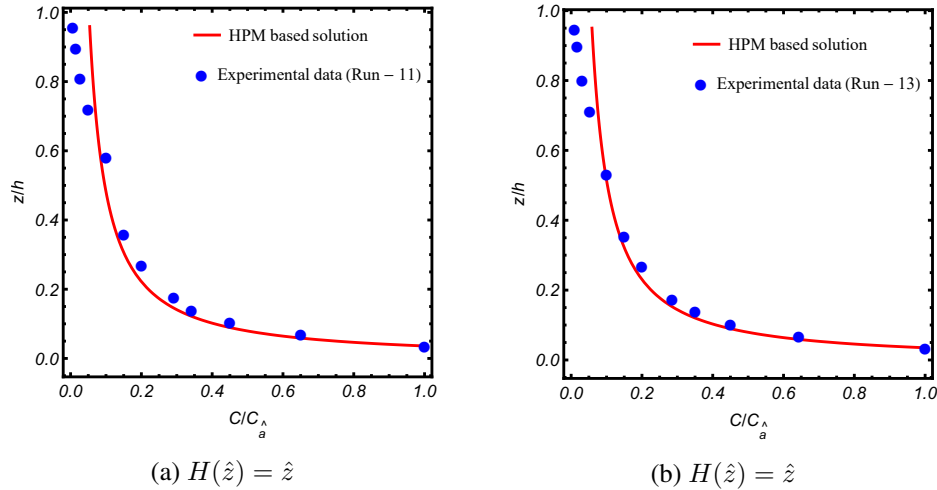 HPM based solution
Experimental data (Run – 11)
z/h
1.0
0.8
0.6
0.4
0.2
0.0
0.0 0.2 0.4 0.6 0.8 1.0
C/C_â
(a) H(ẑ) = ẑ
HPM based solution
Experimental data (Run – 13)
z/h
1.0
0.8
0.6
0.4
0.2
0.0
0.0 0.2 0.4 0.6 0.8 1.0
C/C_â
(b) H(ẑ) = ẑ